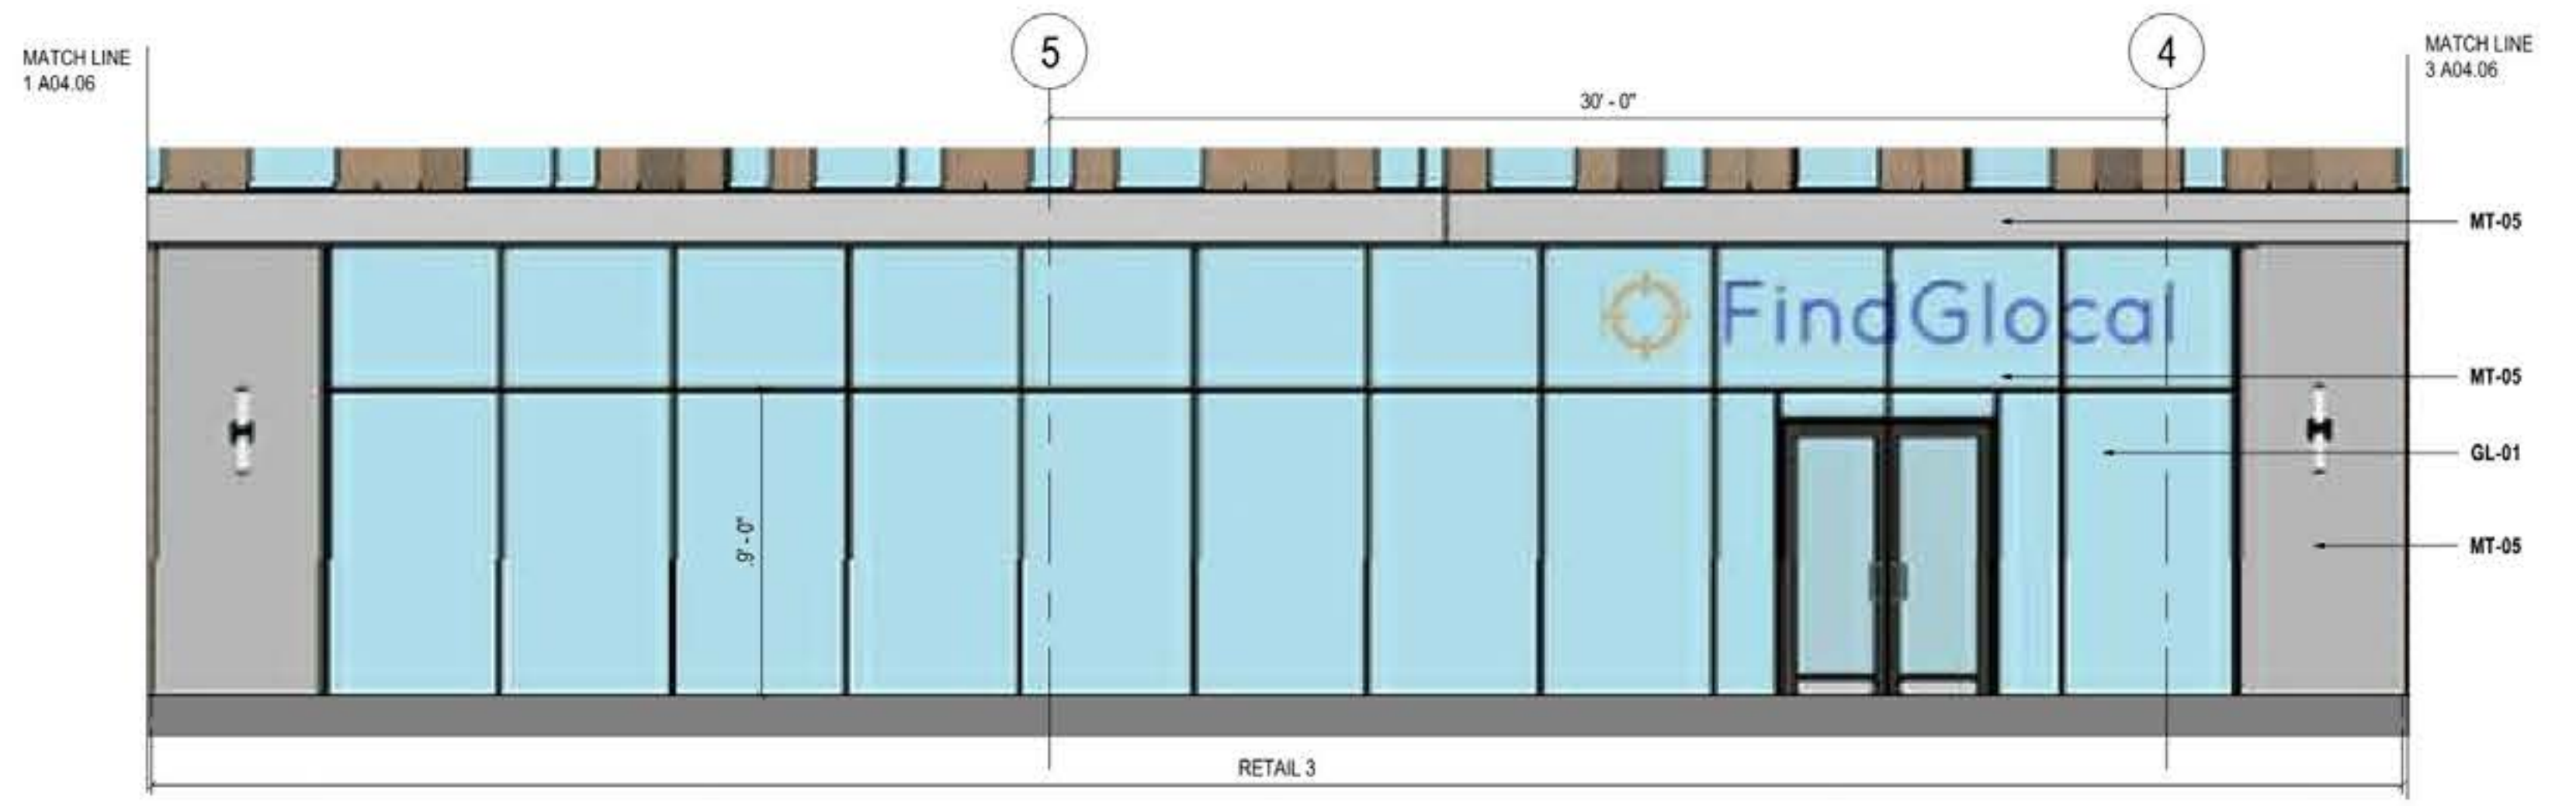 MATCH LINE
1 A04.06
5
4
MATCH LINE
3 A04.06
30' - 0"
MT-05
FindGlocal
MT-05
GL-01
9' - 0"
MT-05
RETAIL 3